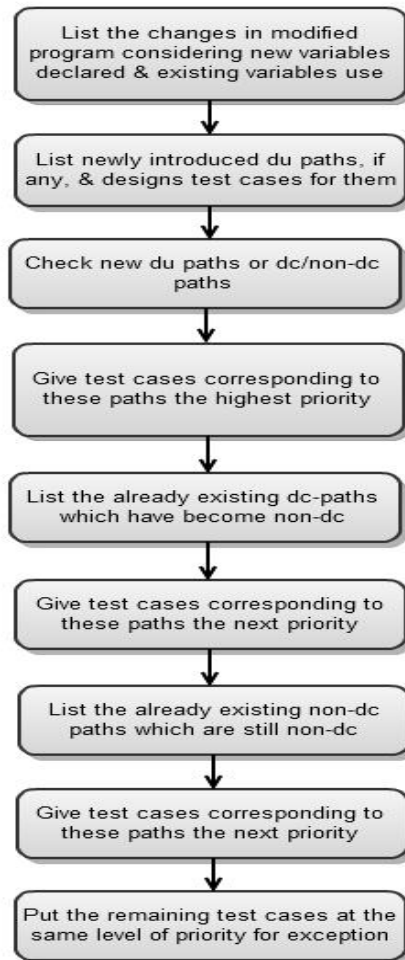 List the changes in modified
program considering new variables
declared & existing variables use
List newly introduced du paths, if
any, & designs test cases for them
Check new du paths or dc/non-dc
paths
Give test cases corresponding to
these paths the highest priority
List the already existing dc-paths
which have become non-dc
Give test cases corresponding to
these paths the next priority
List the already existing non-dc
paths which are still non-dc
Give test cases corresponding to
these paths the next priority
Put the remaining test cases at the
same level of priority for exception